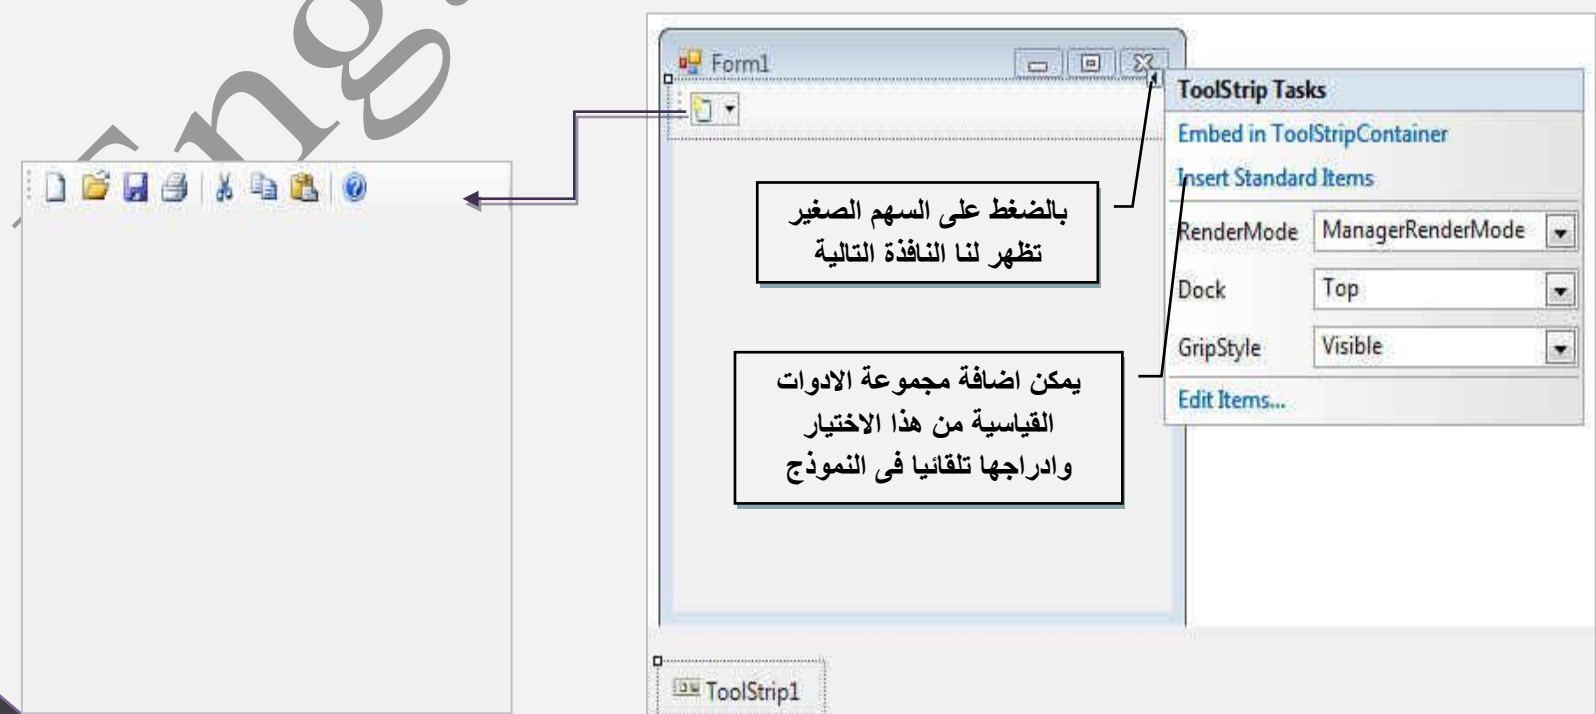 Eng.
Form1
ToolStrip Tasks
Embed in ToolStripContainer
Insert Standard Items
RenderMode ManagerRenderMode
Dock Top
GripStyle Visible
Edit Items...
بالضغط على السهم الصغير
تظهر لنا النافذة التالية
يمكن اضافة مجموعة الادوات
القياسية من هذا الاختيار
وادراجها تلقائيا فى النموذج
ToolStrip1